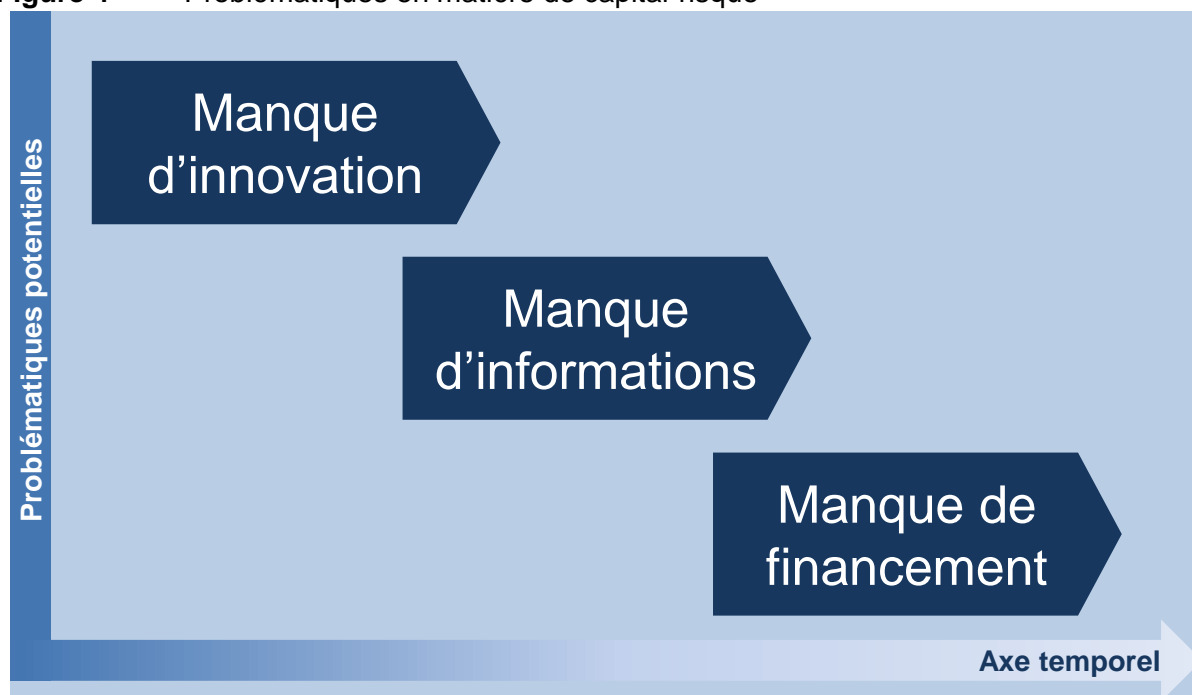 Problématiques potentielles
Manque
d’innovation
Manque
d’informations
Manque de
financement
Axe temporel